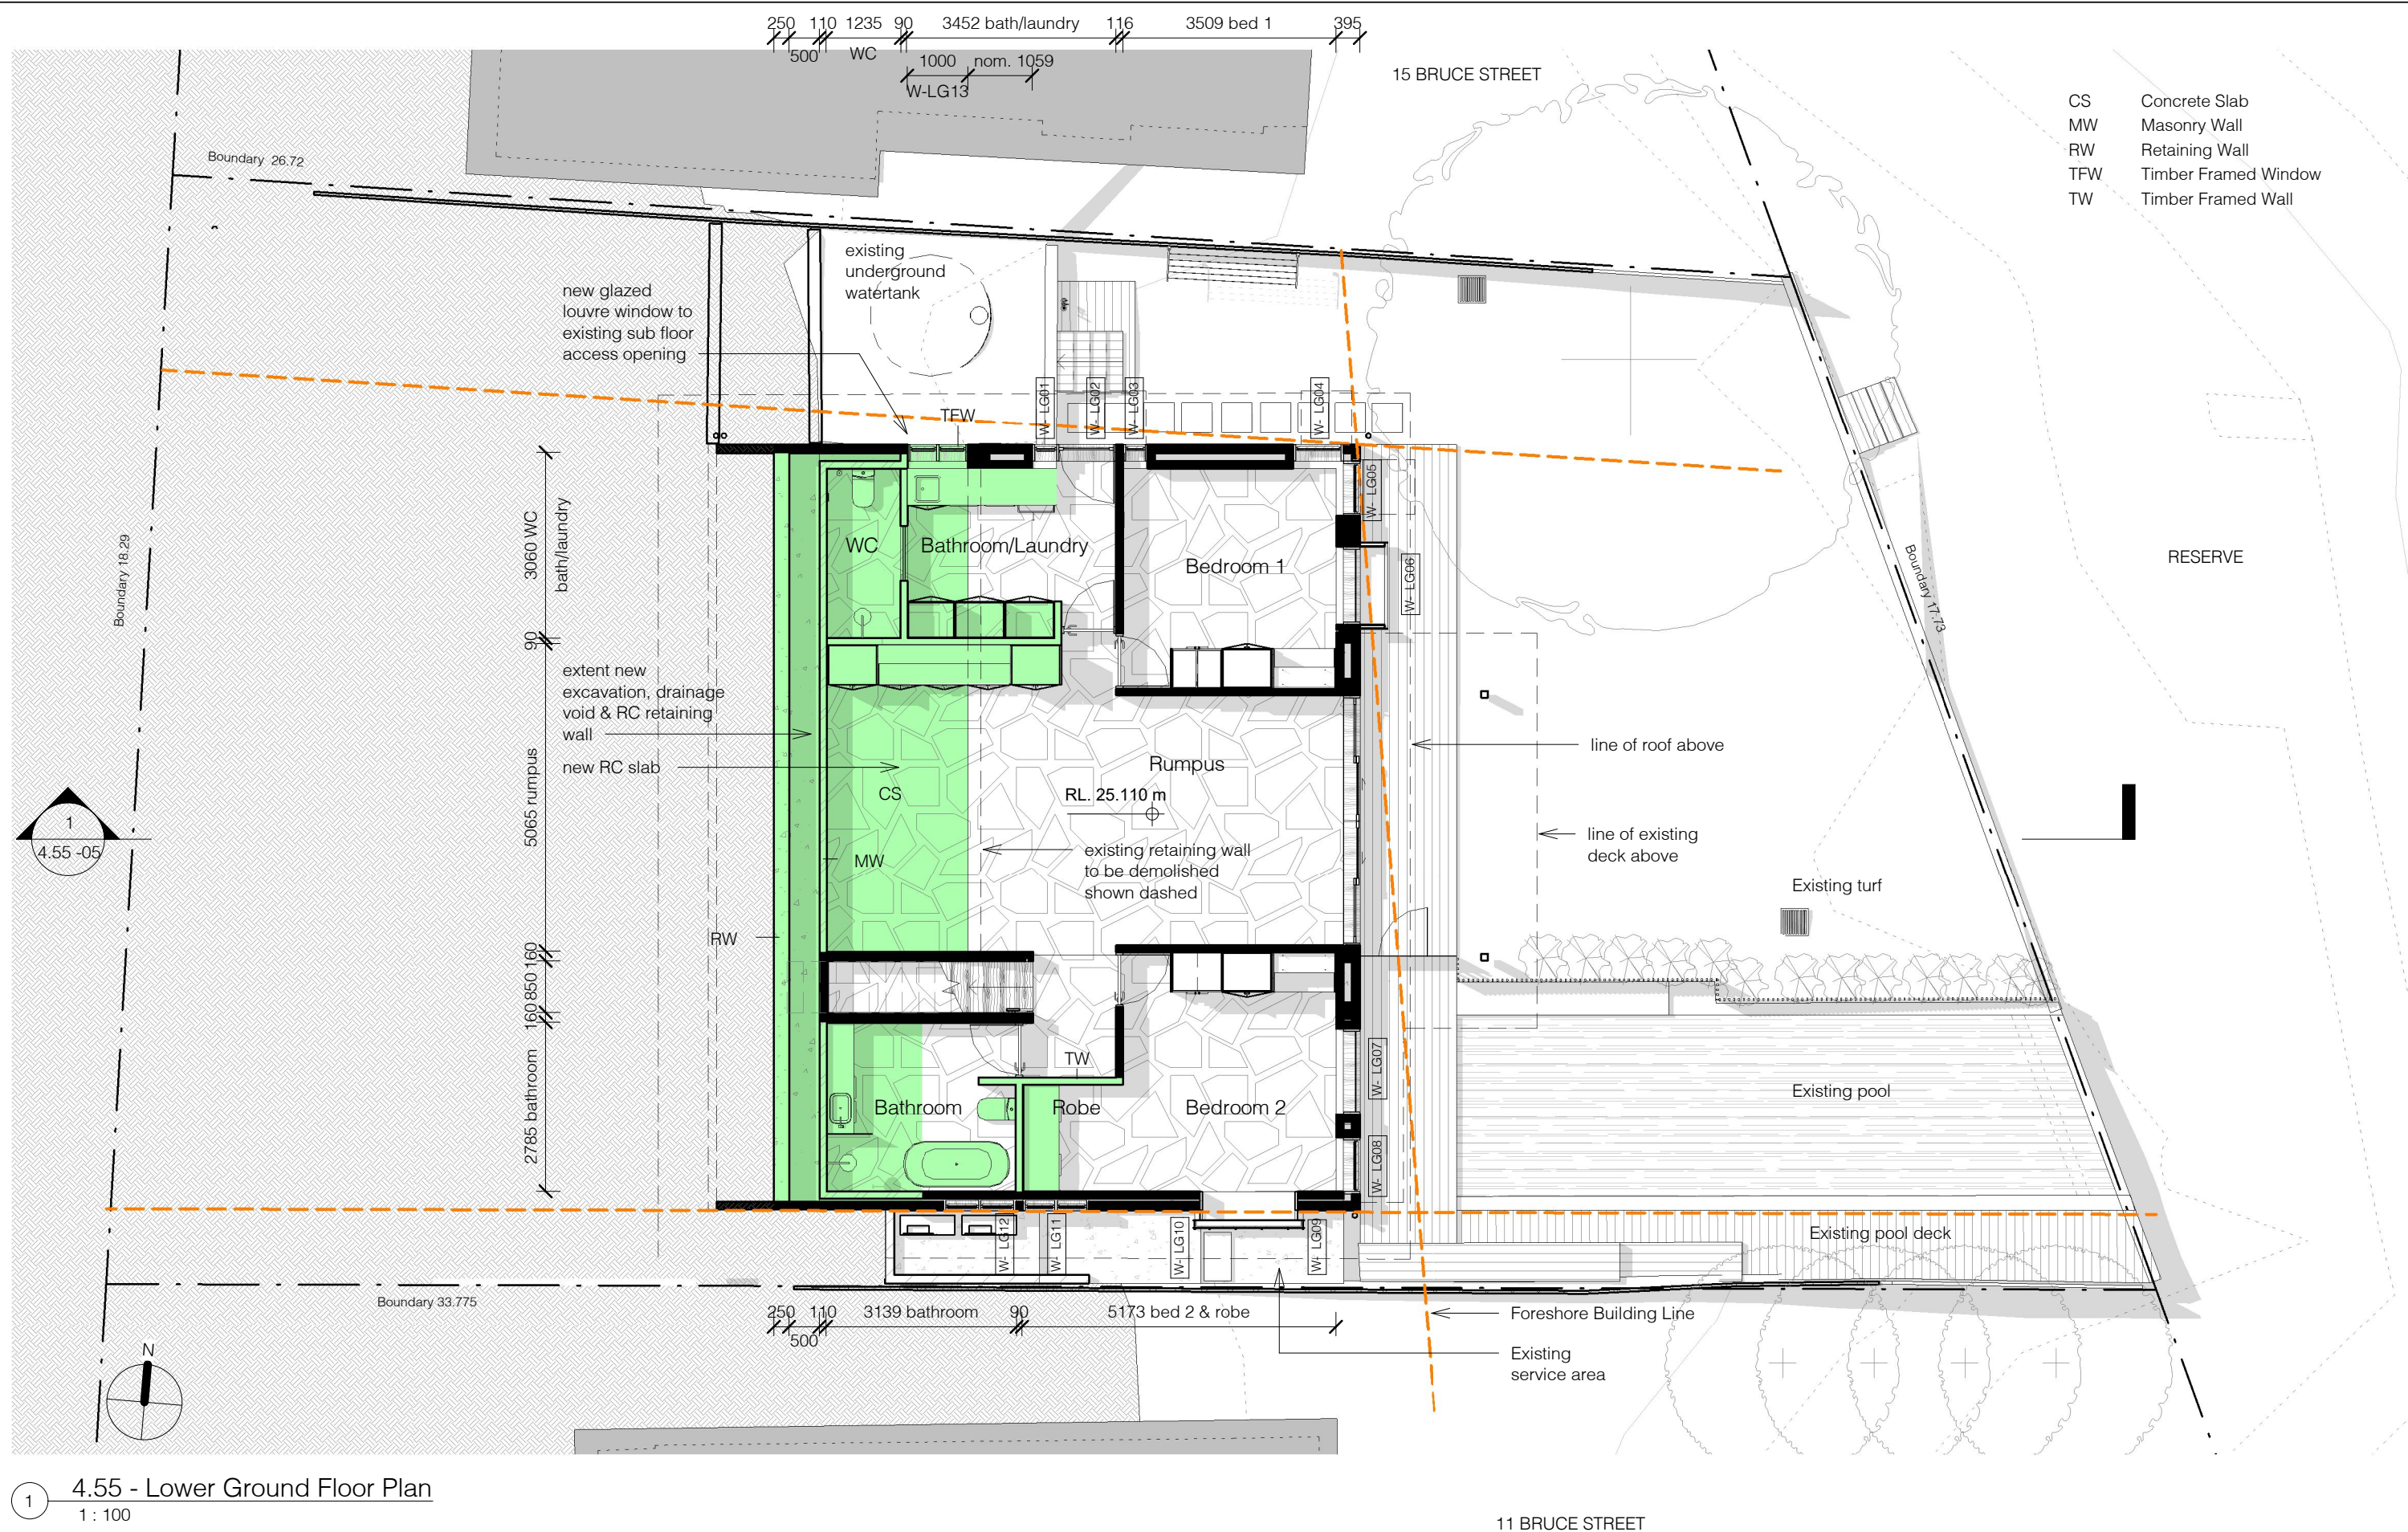 250 110 1235 90 3452 bath/laundry 116 3509 bed 1 395
500 WC
1000 nom. 1059
W-LG13
15 BRUCE STREET
CS Concrete Slab
MW Masonry Wall
RW Retaining Wall
TFW Timber Framed Window
TW Timber Framed Wall
Boundary 26.72
existing
underground
watertank
new glazed
louvre window to
existing sub floor
access opening
TFW
W- LG01
W- LG02
W- LG03
W- LG04
W- LG05
W- LG06
3060 WC
bath/laundry
WC
Bathroom/Laundry
Bedroom 1
Boundary 18.29
Boundary 17.73
RESERVE
90
extent new
excavation, drainage
void & RC retaining
wall
new RC slab
5065 rumpus
line of roof above
Rumpus
RL. 25.110 m
CS
MW
1
4.55 -05
existing retaining wall
to be demolished
shown dashed
line of existing
deck above
Existing turf
RW
160 850 160
2785 bathroom
TW
Bathroom
Robe
Bedroom 2
W- LG07
W- LG08
Existing pool
Existing pool deck
W- LG12
W- LG11
W- LG10
W- LG09
Boundary 33.775
250 110 3139 bathroom 90 5173 bed 2 & robe
500
Foreshore Building Line
Existing
service area
N
1
4.55 - Lower Ground Floor Plan
1 : 100
11 BRUCE STREET